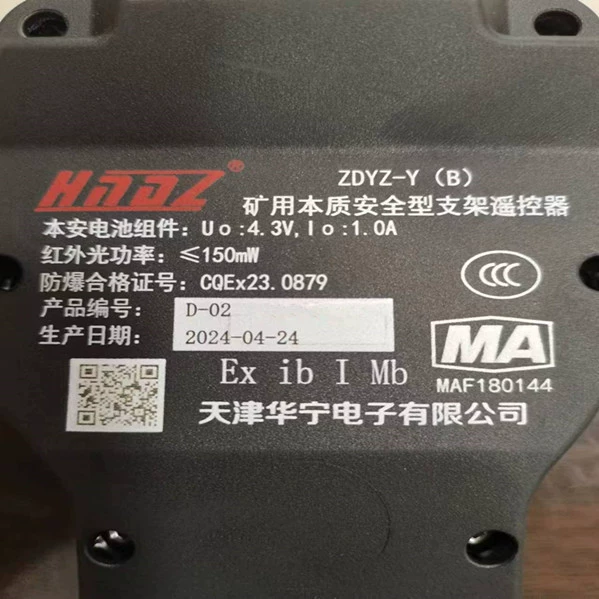 HNDZ®
ZDYZ-Y（B）
矿用本质安全型支架遥控器
本安电池组件：Uo:4.3V,Io:1.0A
红外光功率：≤150mW
防爆合格证号：CQEx23.0879
产品编号：D-02
生产日期：2024-04-24
CCC
MA
MAF180144
Ex ib I Mb
天津华宁电子有限公司